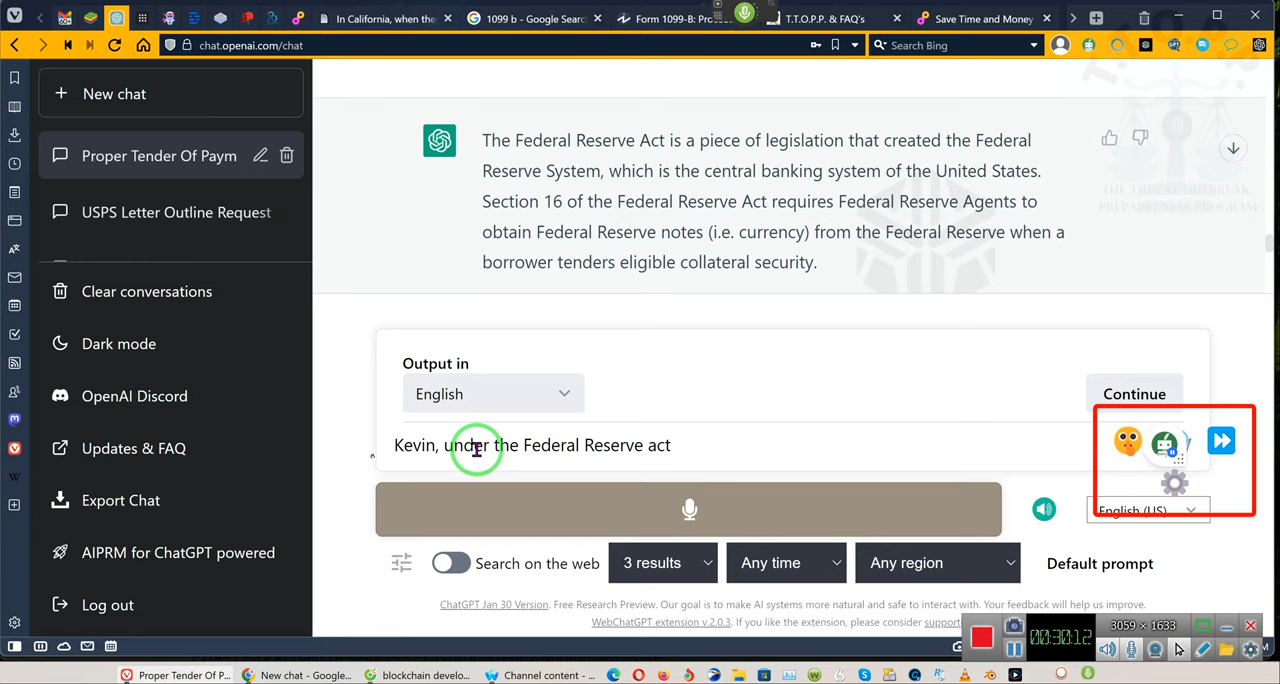 In California, when the
1099 b - Google Searc
Form 1099-B: Pro
T.T.O.P.P. & FAQ's
Save Time and Money
chat.openai.com/chat
Search Bing
New chat
Proper Tender Of Paym
USPS Letter Outline Request
Clear conversations
Dark mode
OpenAI Discord
Updates & FAQ
Export Chat
AIPRM for ChatGPT powered
Log out
The Federal Reserve Act is a piece of legislation that created the Federal
Reserve System, which is the central banking system of the United States.
Section 16 of the Federal Reserve Act requires Federal Reserve Agents to
obtain Federal Reserve notes (i.e. currency) from the Federal Reserve when a
borrower tenders eligible collateral security.
Output in
English
Continue
Kevin, under the Federal Reserve act
English (US)
Search on the web
3 results
Any time
Any region
Default prompt
ChatGPT Jan 30 Version. Free Research Preview. Our goal is to make AI systems more natural and safe to interact with. Your feedback will help us improve.
WebChatGPT extension v.2.0.3. If you like the extension, please consider support
00:30:12
3059 × 1633
Proper Tender Of P...
New chat - Google...
blockchain develo...
Channel content - ...